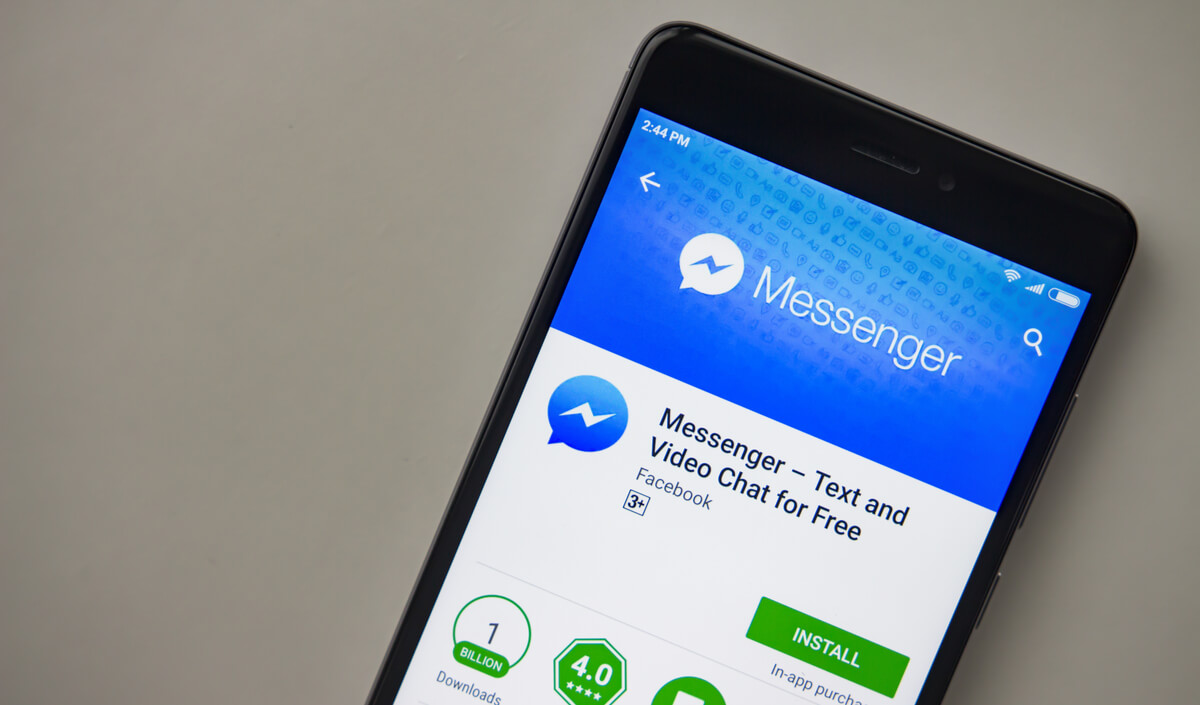 2:44 PM
Messenger
Messenger – Text and
Video Chat for Free
Facebook
3+
INSTALL
In-app purcha
1
BILLION
Downloads
4.0